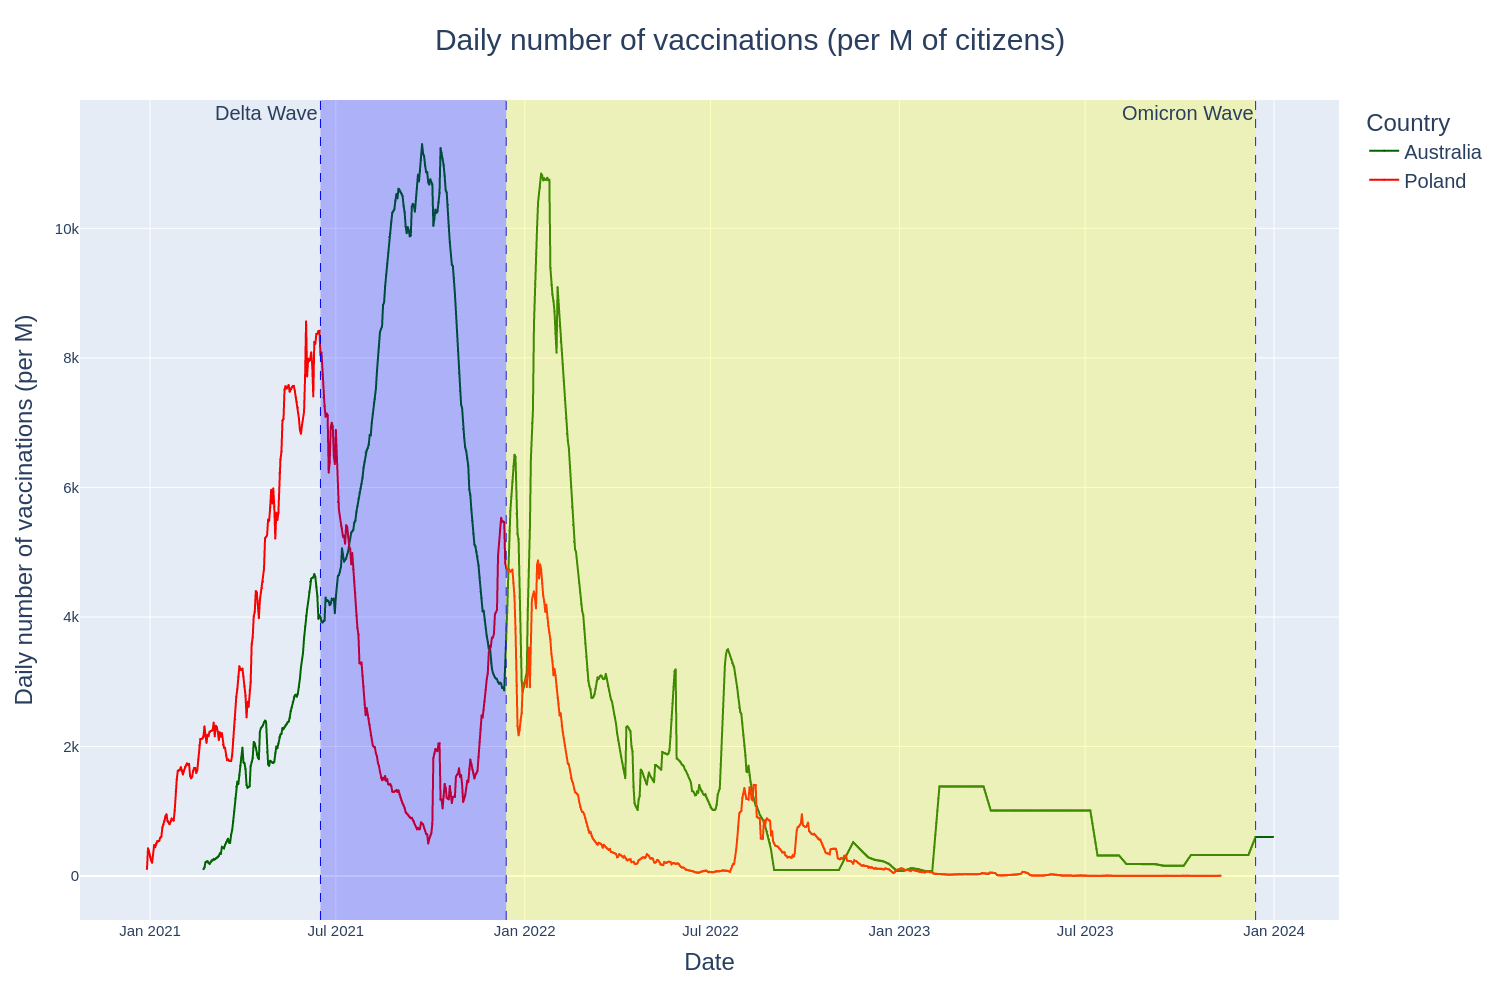 Daily number of vaccinations (per M of citizens)
Delta Wave
Omicron Wave
Country
Australia
Poland
Daily number of vaccinations (per M)
10k
8k
6k
4k
2k
0
Jan 2021
Jul 2021
Jan 2022
Jul 2022
Jan 2023
Jul 2023
Jan 2024
Date